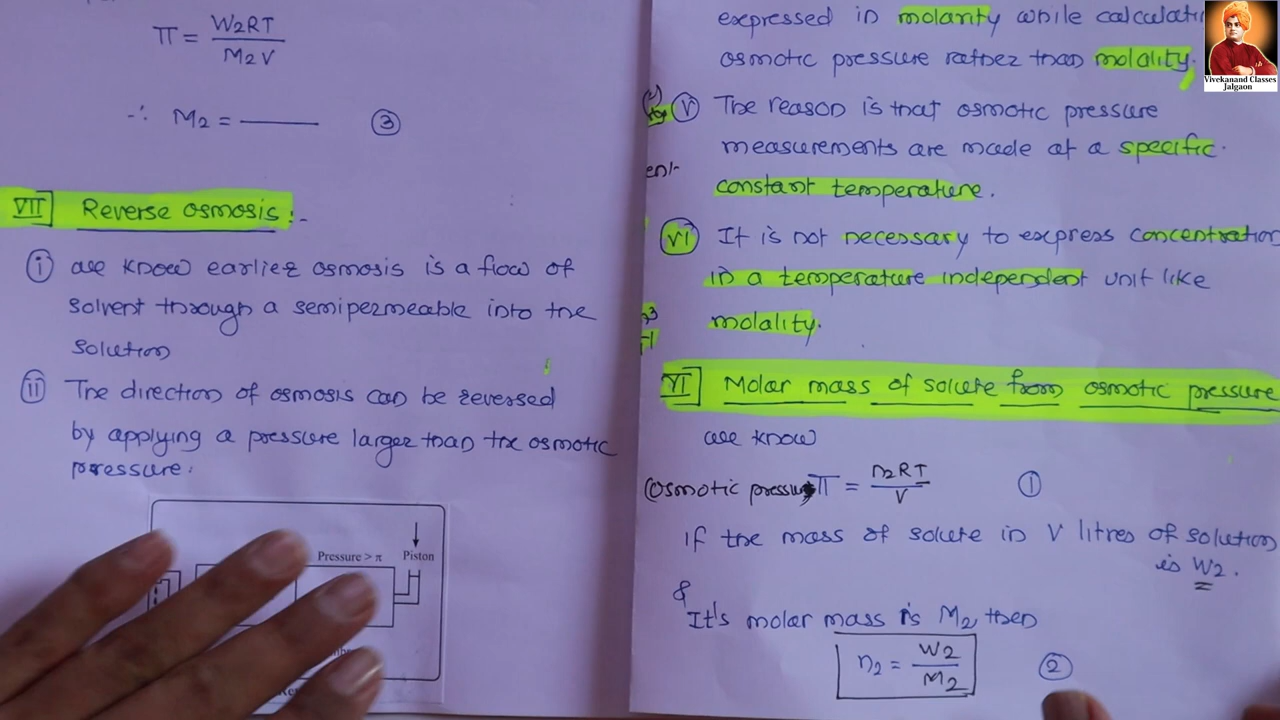 π = W2RT
M2V
∴ M2 = ——— ③
VII] Reverse osmosis :-
(i) we know earlier osmosis is a flow of
solvent through a semipermeable into the
solution
(ii) The direction of osmosis can be reversed
by applying a pressure larger than the osmotic
pressure.
Pressure > π Piston
expressed in molarity while calculati
osmotic pressure rather than molality.
(v) The reason is that osmotic pressure
measurements are made at a specific
constant temperature.
(vi) It is not necessary to express concentration
in a temperature independent unit like
molality.
VI] Molar mass of solute from osmotic pressure
we know
(osmotic pressure) π = n2RT ①
V
If the mass of solute in V litres of solution
is W2.
&
It's molar mass is M2 then
n2 = W2 ②
M2
Vivekanand Classes
Jalgaon